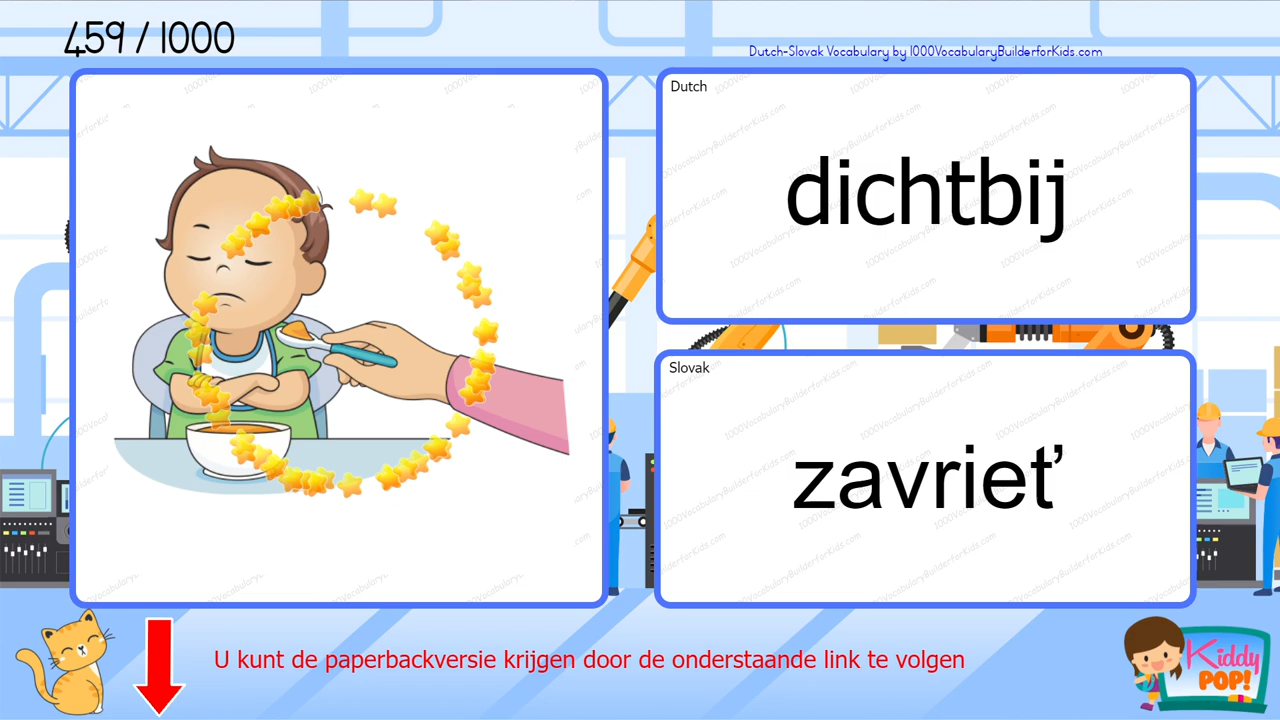 459 / 1000
Dutch-Slovak Vocabulary by 1000VocabularyBuilderforKids.com
Dutch
dichtbij
Slovak
zavrieť
U kunt de paperbackversie krijgen door de onderstaande link te volgen
Kiddy
POP!